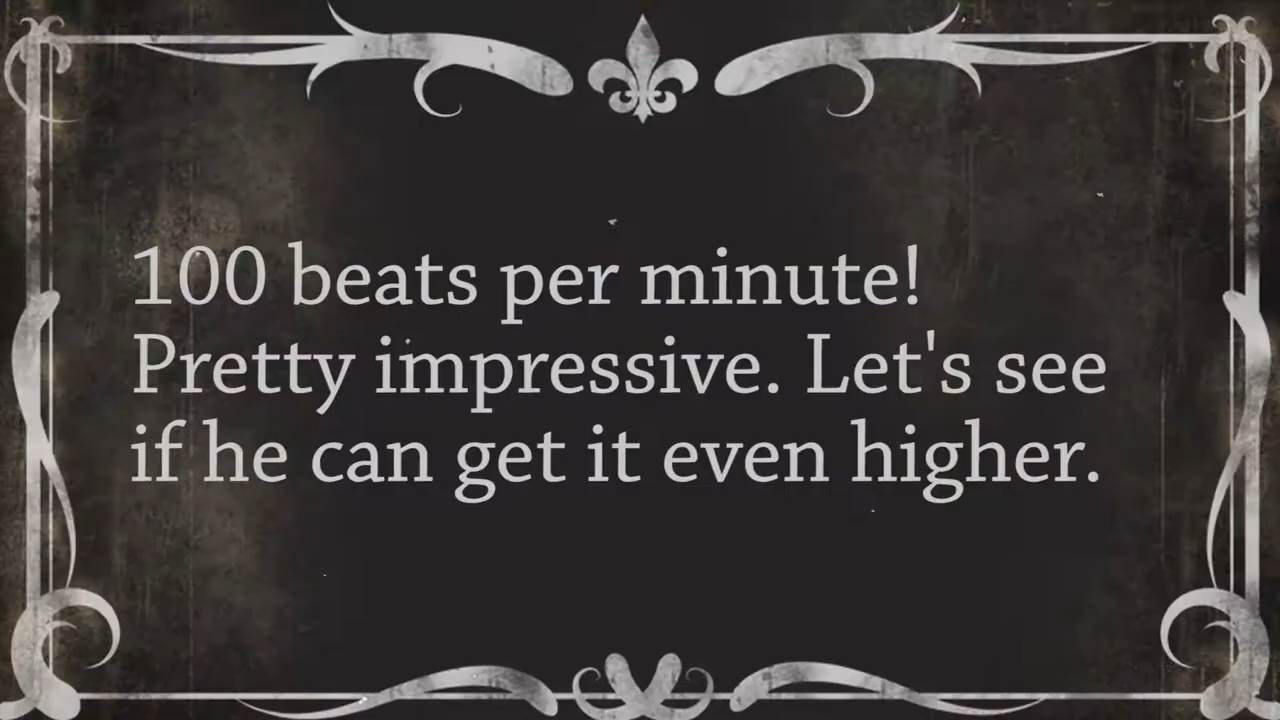 100 beats per minute!
Pretty impressive. Let's see
if he can get it even higher.